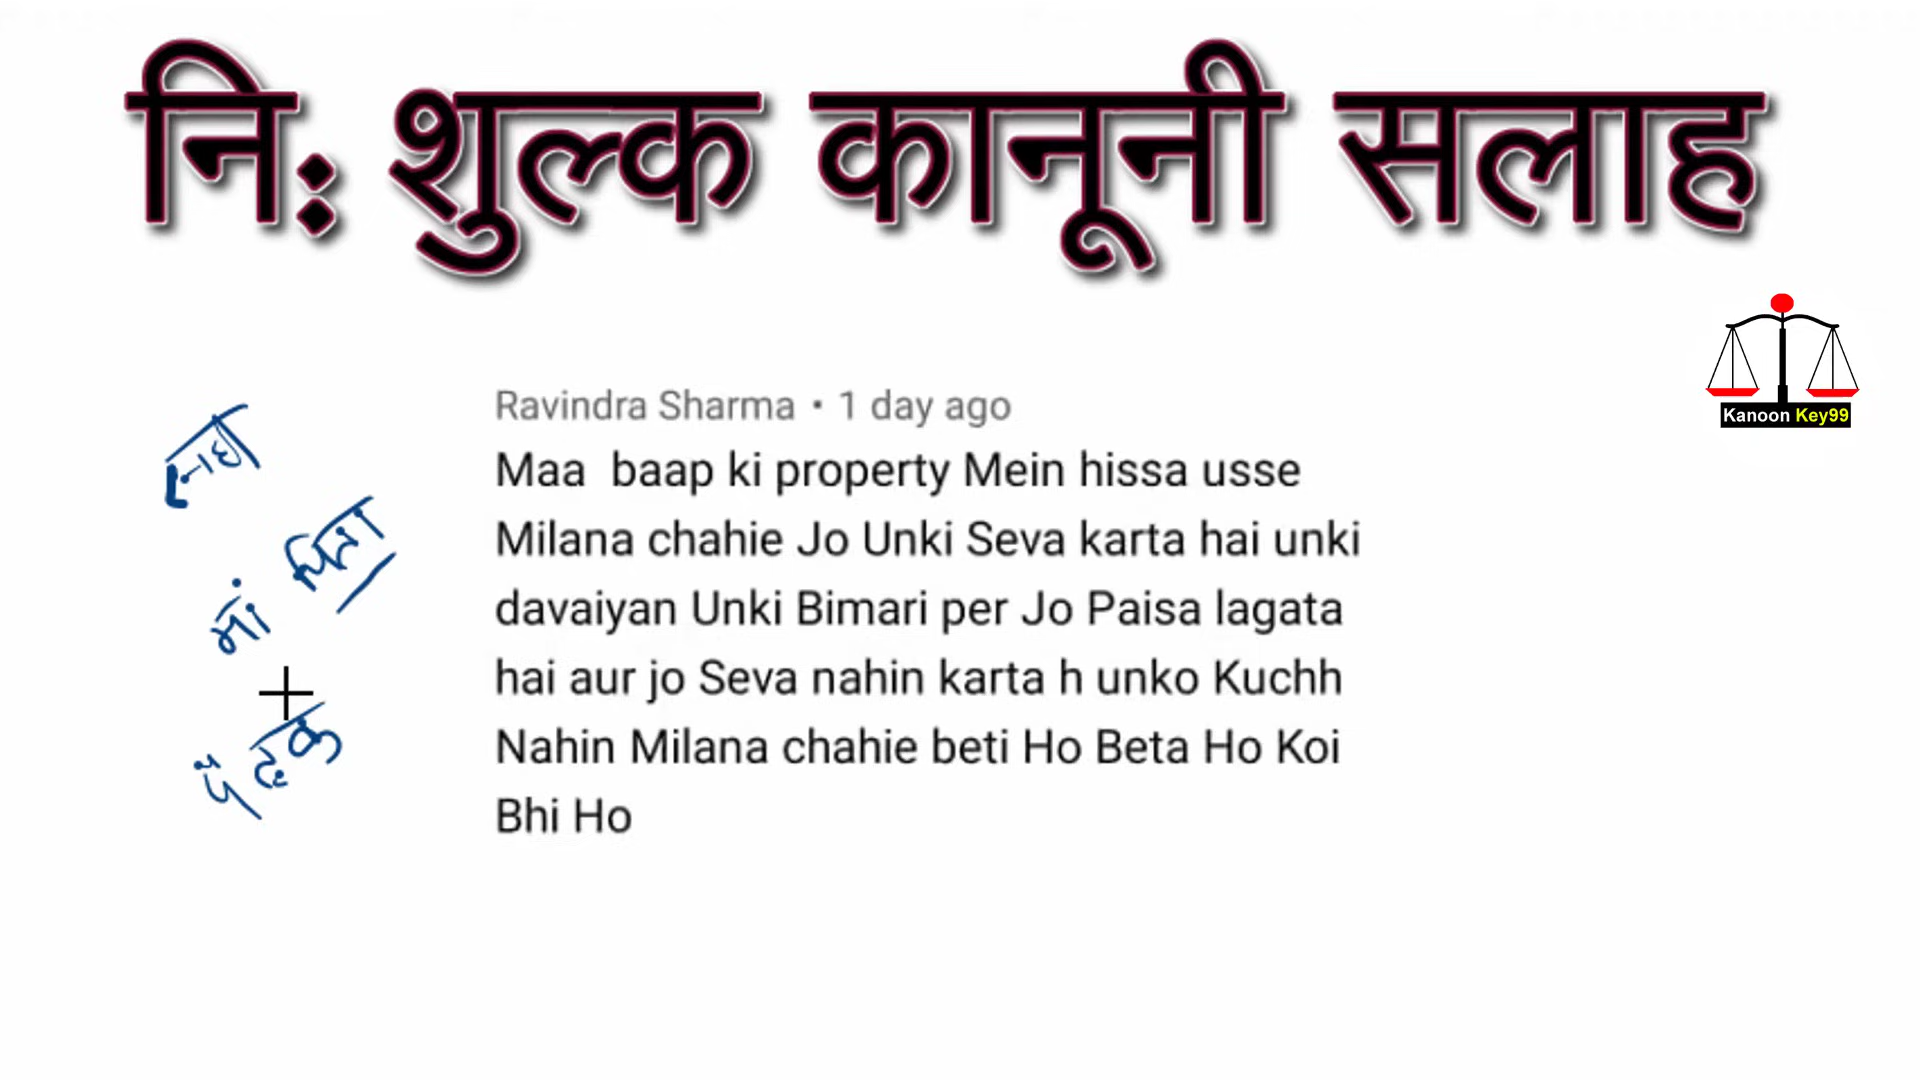 नि: शुल्क कानूनी सलाह
Kanoon Key99
Ravindra Sharma • 1 day ago
Maa baap ki property Mein hissa usse
Milana chahie Jo Unki Seva karta hai unki
davaiyan Unki Bimari per Jo Paisa lagata
hai aur jo Seva nahin karta h unko Kuchh
Nahin Milana chahie beti Ho Beta Ho Koi
Bhi Ho
मां पिता